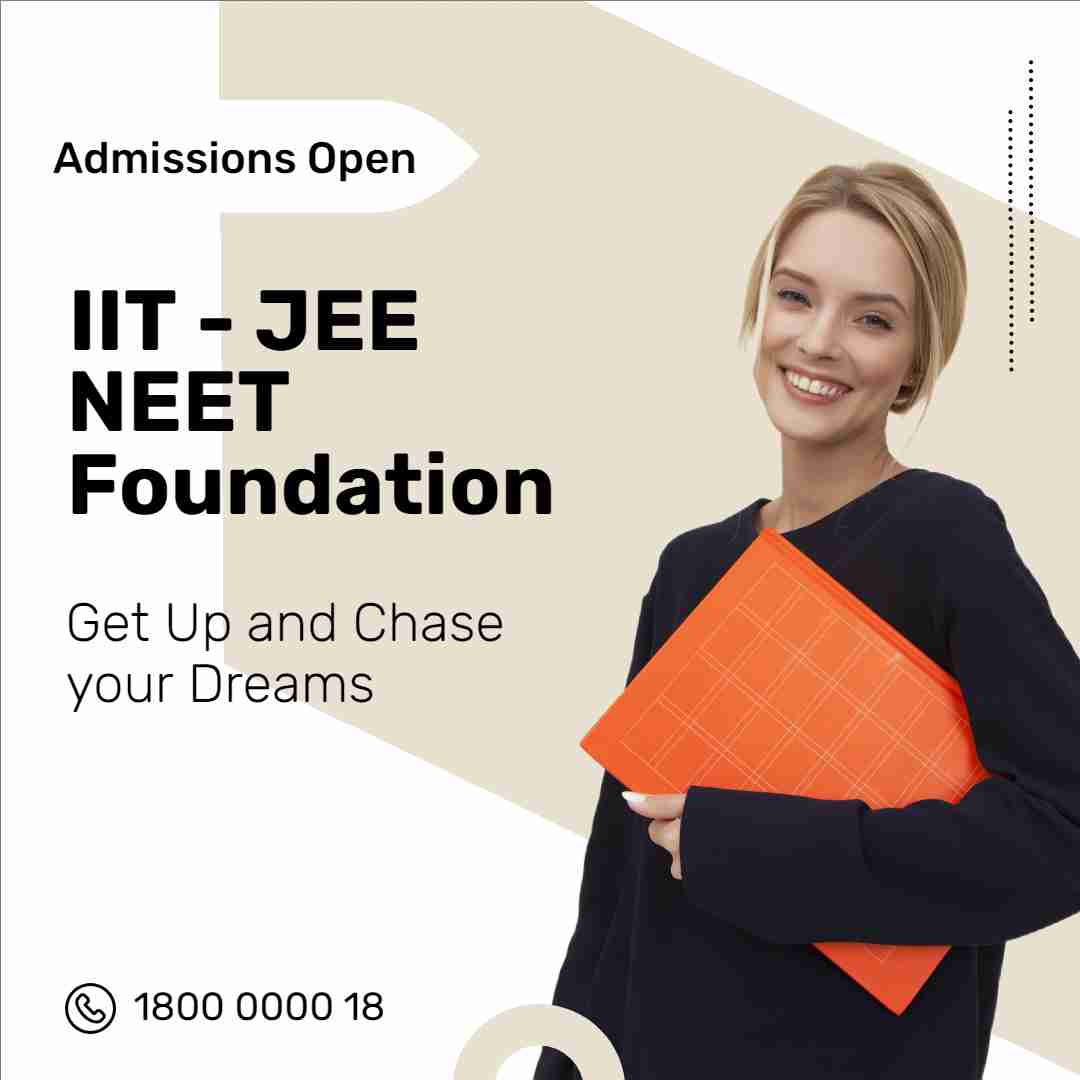 Admissions Open
IIT - JEE
NEET
Foundation
Get Up and Chase
your Dreams
1800 0000 18